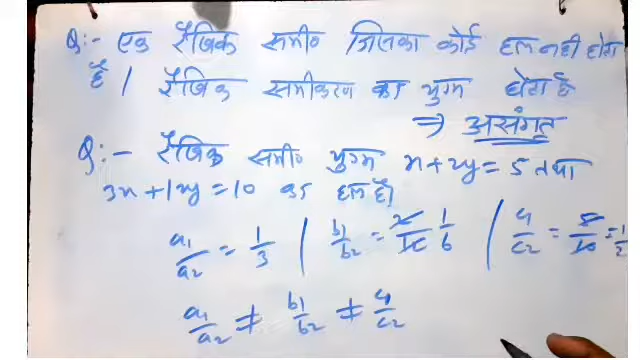 Q:- एक रैखिक समी० जिसका कोई हल नही होता
है / रैखिक समीकरण का युग्म होता है
⇒ असंगत
Q:- रैखिक समी० युग्म x+2y=5 तथा
3x+12y=10 का हल है।
a1/a2 = 1/3 / b1/b2 = 2/12 1/6 / c1/c2 = 5/10 = 1/2
a1/a2 ≠ b1/b2 ≠ c1/c2